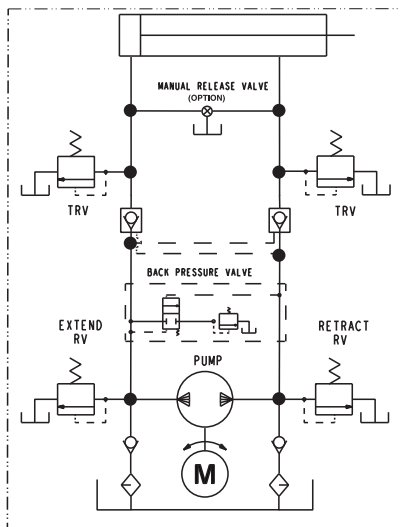 MANUAL RELEASE VALVE
(OPTION)
TRV
TRV
BACK PRESSURE VALVE
EXTEND
RV
RETRACT
RV
PUMP
M